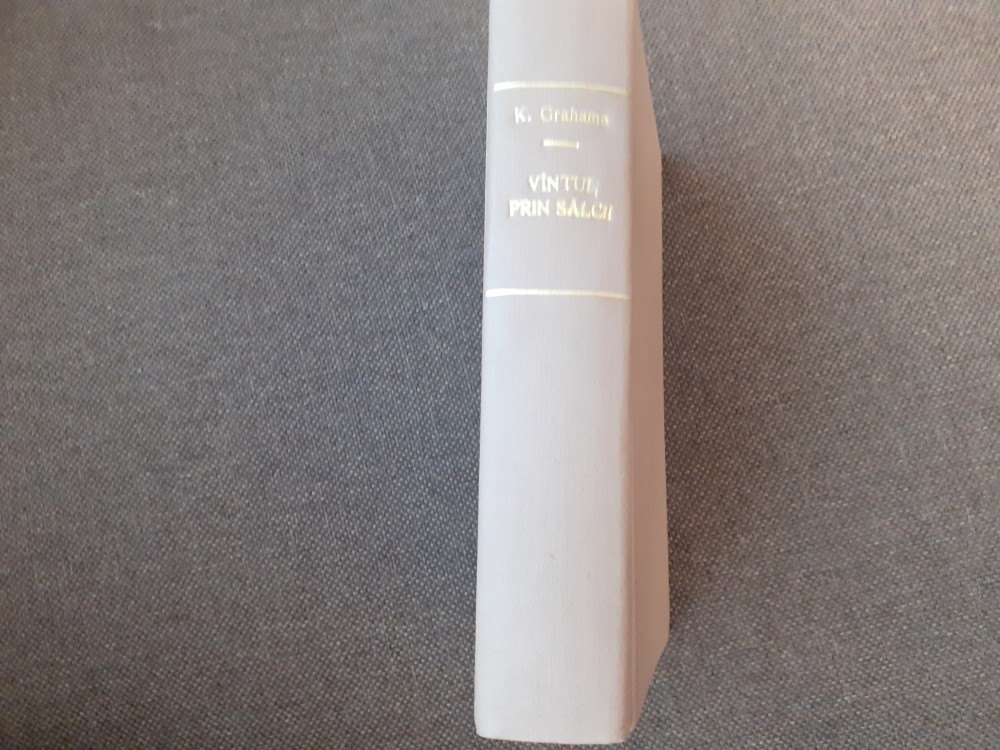 K. Grahame
VÎNTUL
PRIN SĂLCII